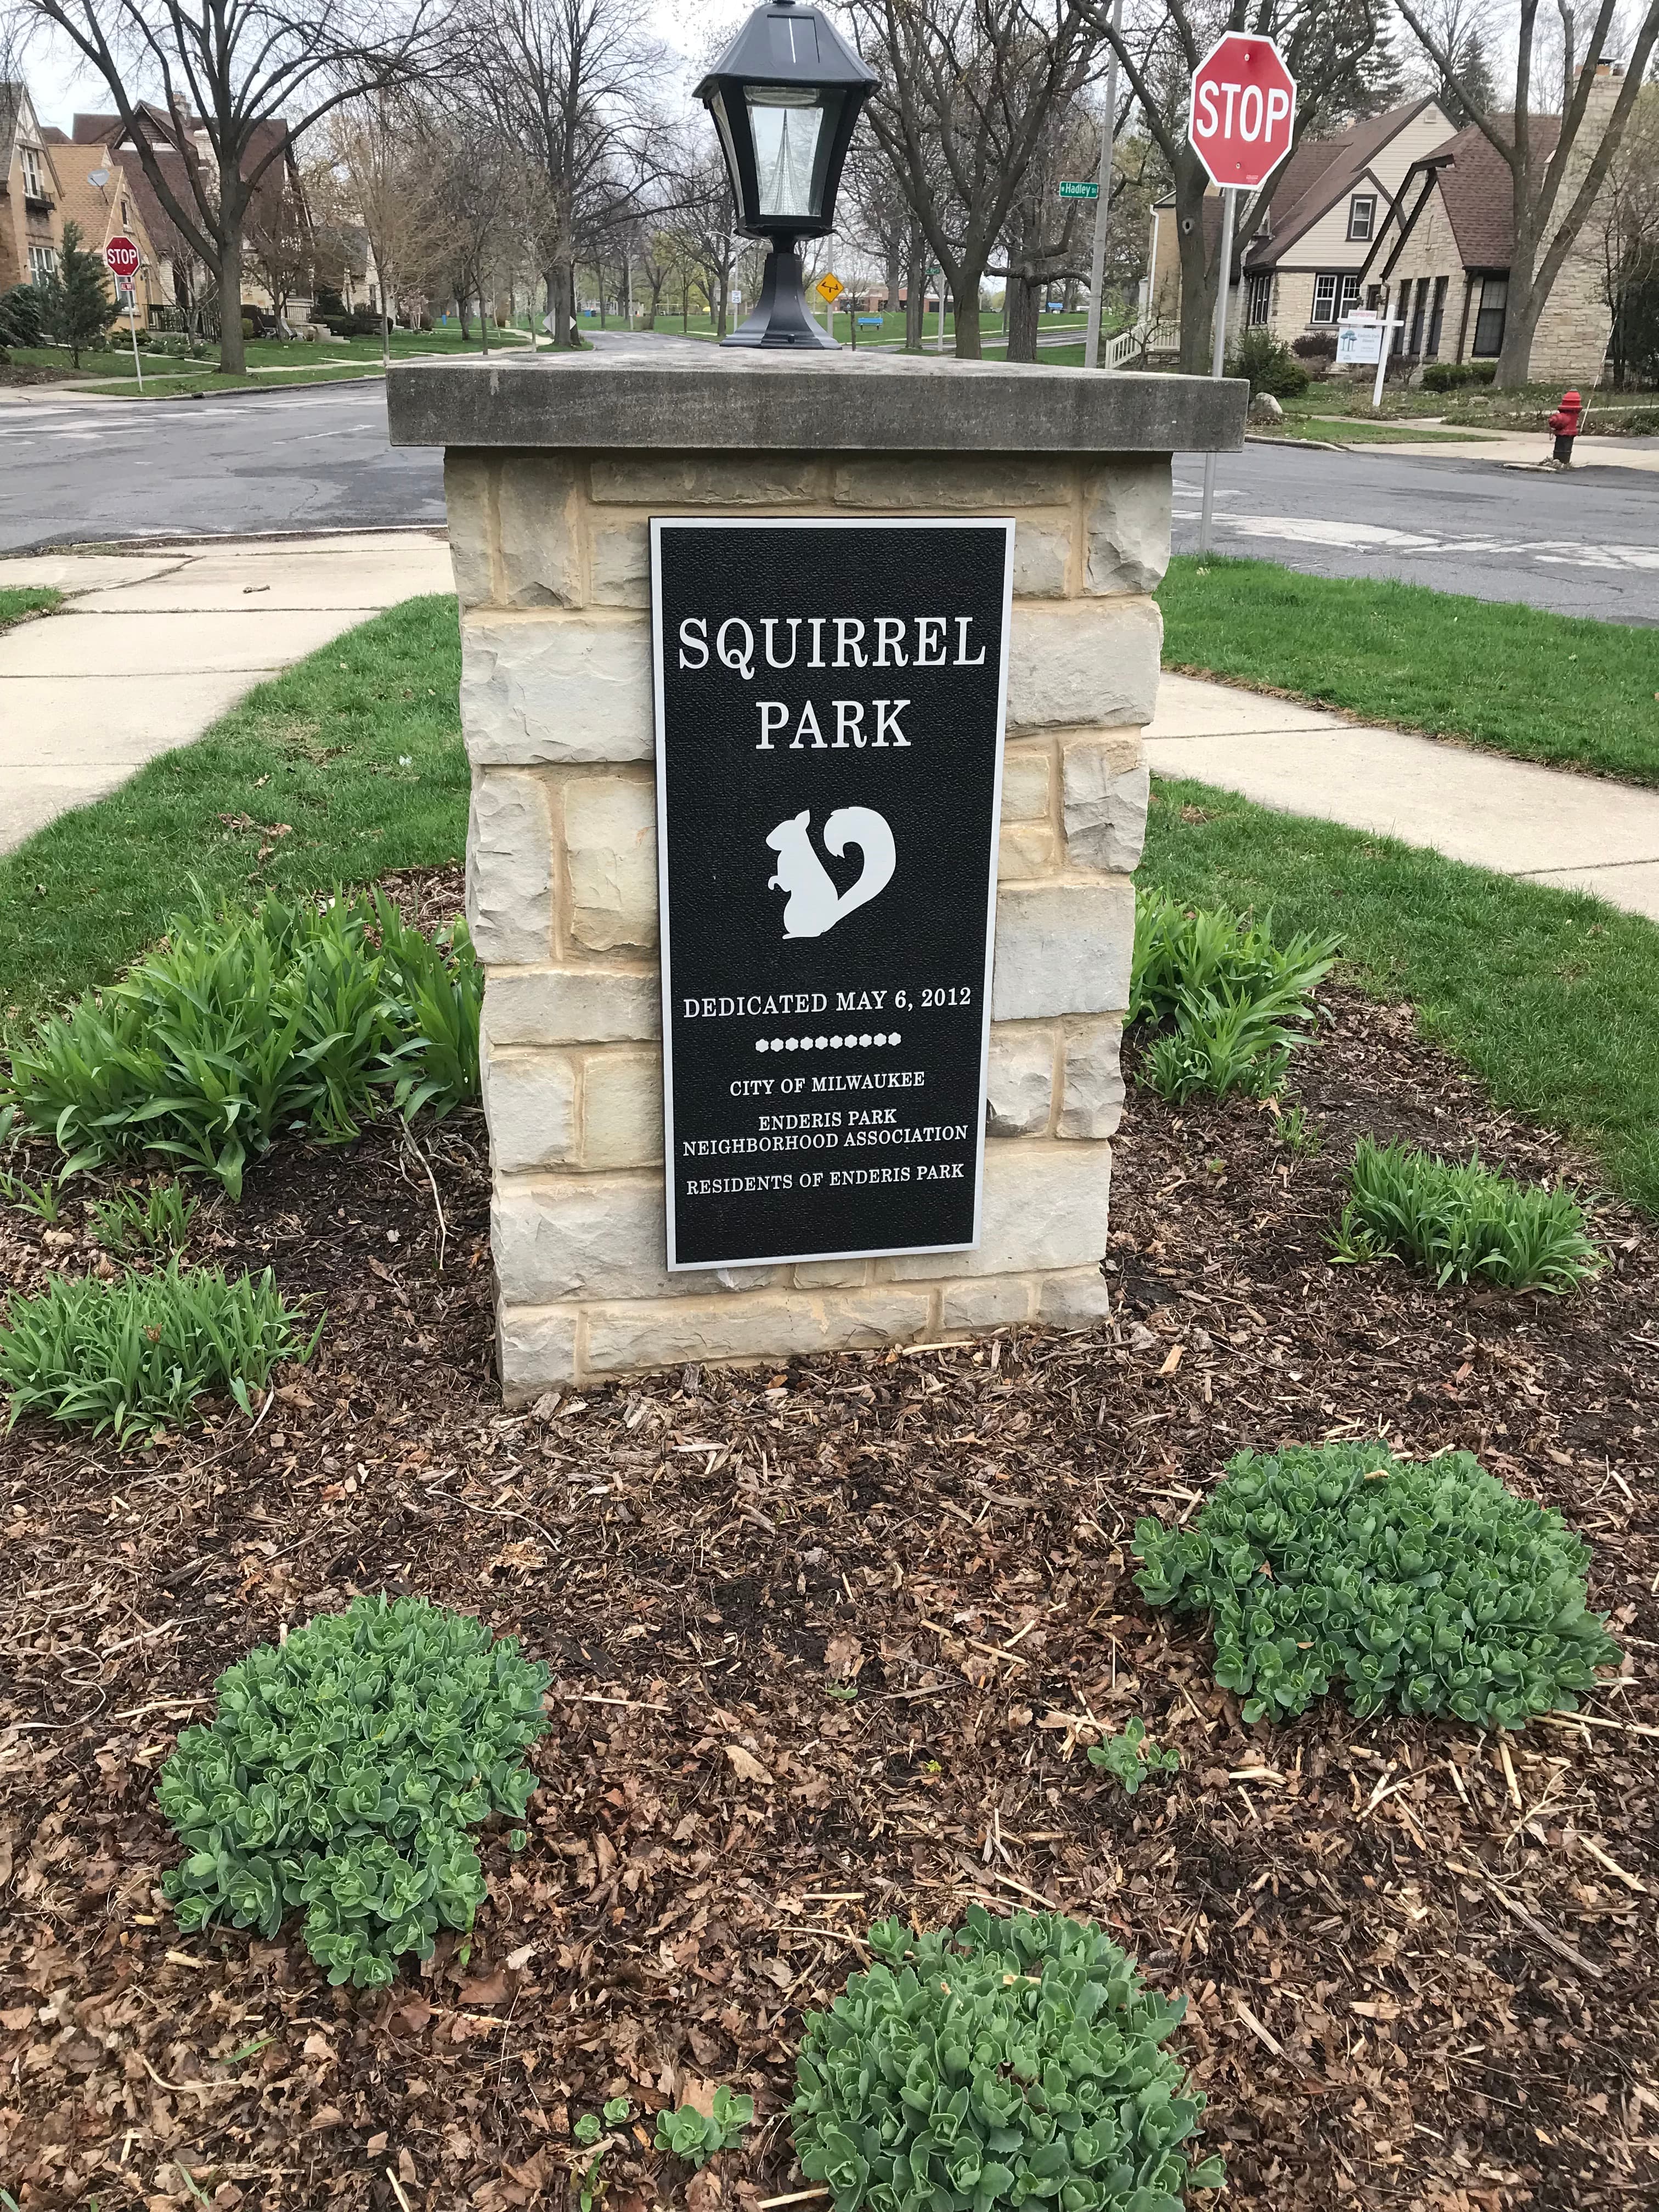 STOP
W Hadley St
STOP
SQUIRREL
PARK
DEDICATED MAY 6, 2012
CITY OF MILWAUKEE
ENDERIS PARK
NEIGHBORHOOD ASSOCIATION
RESIDENTS OF ENDERIS PARK